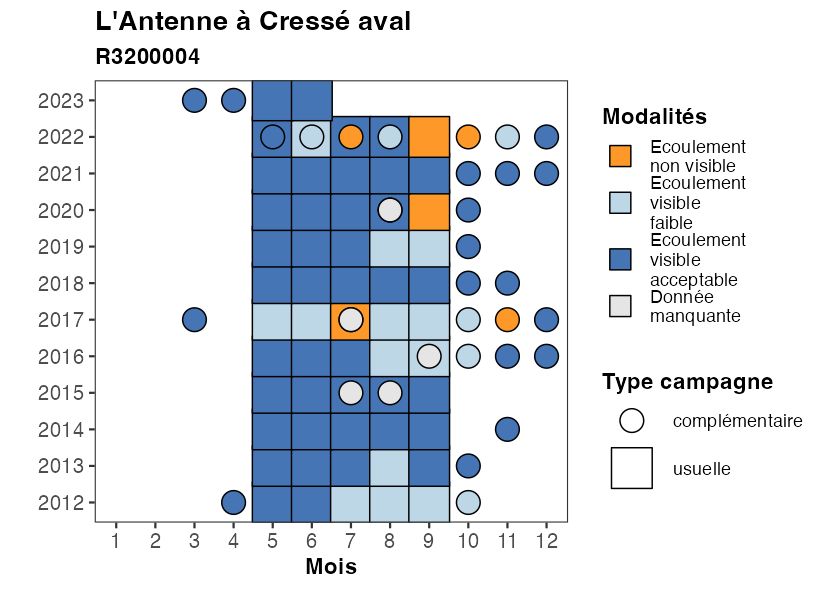 L'Antenne à Cressé aval
R3200004
2023
2022
2021
2020
2019
2018
2017
2016
2015
2014
2013
2012
1 2 3 4 5 6 7 8 9 10 11 12
Mois
Modalités
Ecoulement
non visible
Ecoulement
visible
faible
Ecoulement
visible
acceptable
Donnée
manquante
Type campagne
complémentaire
usuelle